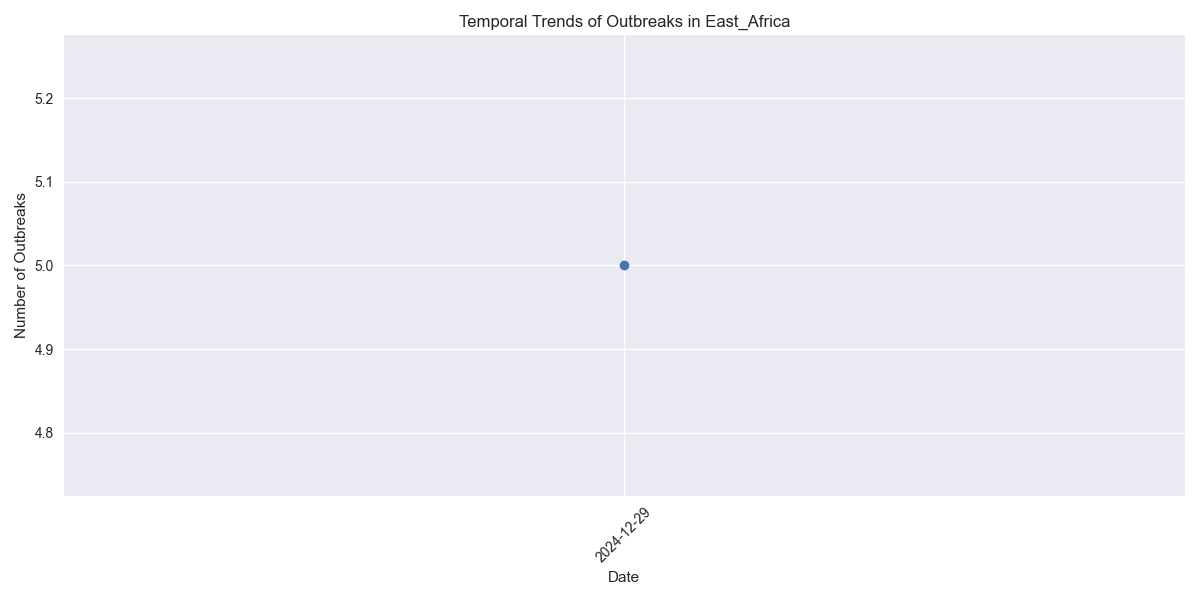 Temporal Trends of Outbreaks in East_Africa
Number of Outbreaks
5.2
5.1
5.0
4.9
4.8
2024-12-29
Date